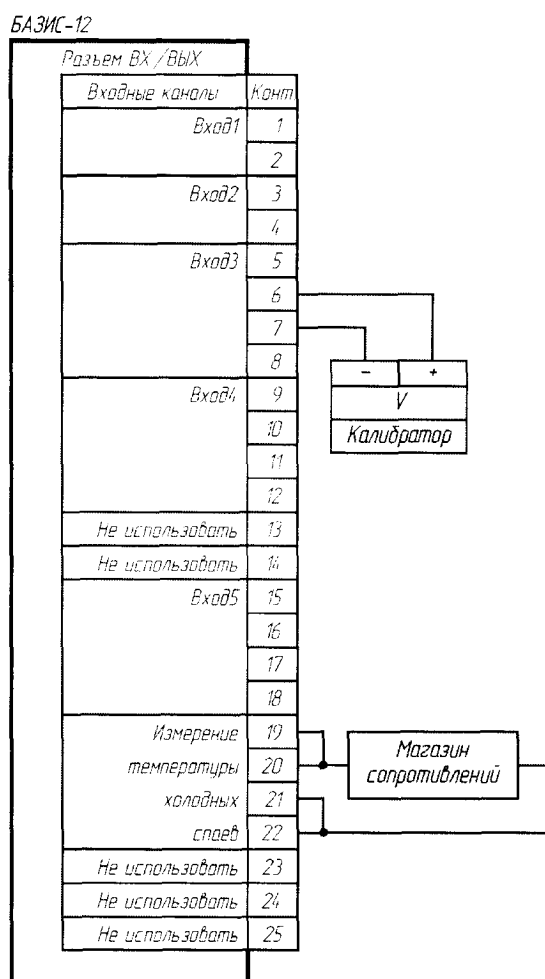 БАЗИС-12
Разъем ВХ/ВЫХ
Входные каналы Конт
Вход1 1
2
Вход2 3
4
Вход3 5
6
7
8
– +
V
Калибратор
Вход4 9
10
11
12
Не использовать 13
Не использовать 14
Вход5 15
16
17
18
Измерение 19
температуры 20
холодных 21
спаев 22
Магазин
сопротивлений
Не использовать 23
Не использовать 24
Не использовать 25